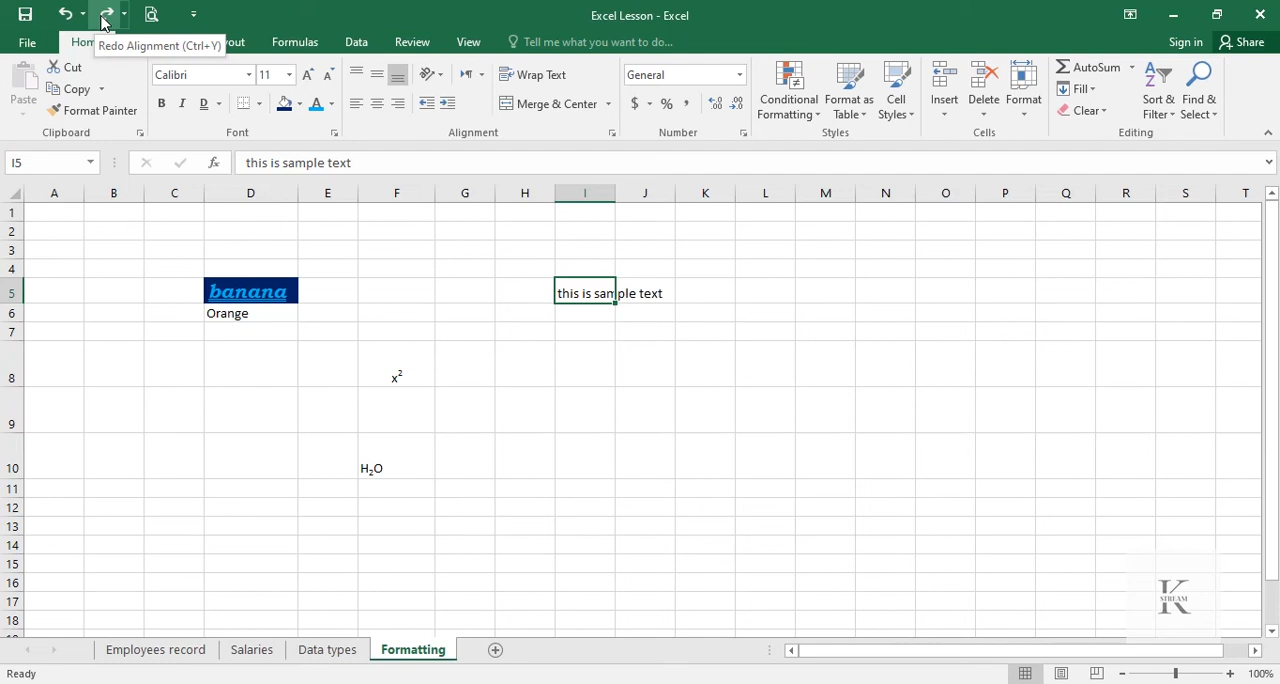 Excel Lesson - Excel
File Hom out Formulas Data Review View Tell me what you want to do... Sign in Share
Redo Alignment (Ctrl+Y)
Paste Cut Copy Format Painter Clipboard
Calibri 11 B I D A Font
Wrap Text Merge & Center Alignment
General $ % , Number
Conditional Formatting Format as Table Cell Styles Styles
Insert Delete Format Cells
AutoSum Fill Clear Sort & Filter Find & Select Editing
I5 fx this is sample text
A B C D E F G H I J K L M N O P Q R S T
1
2
3
4
5 banana this is sample text
6 Orange
7
8 x²
9
10 H₂O
11
12
13
14
15
16
17
18
K STREAM
Employees record Salaries Data types Formatting
Ready 100%